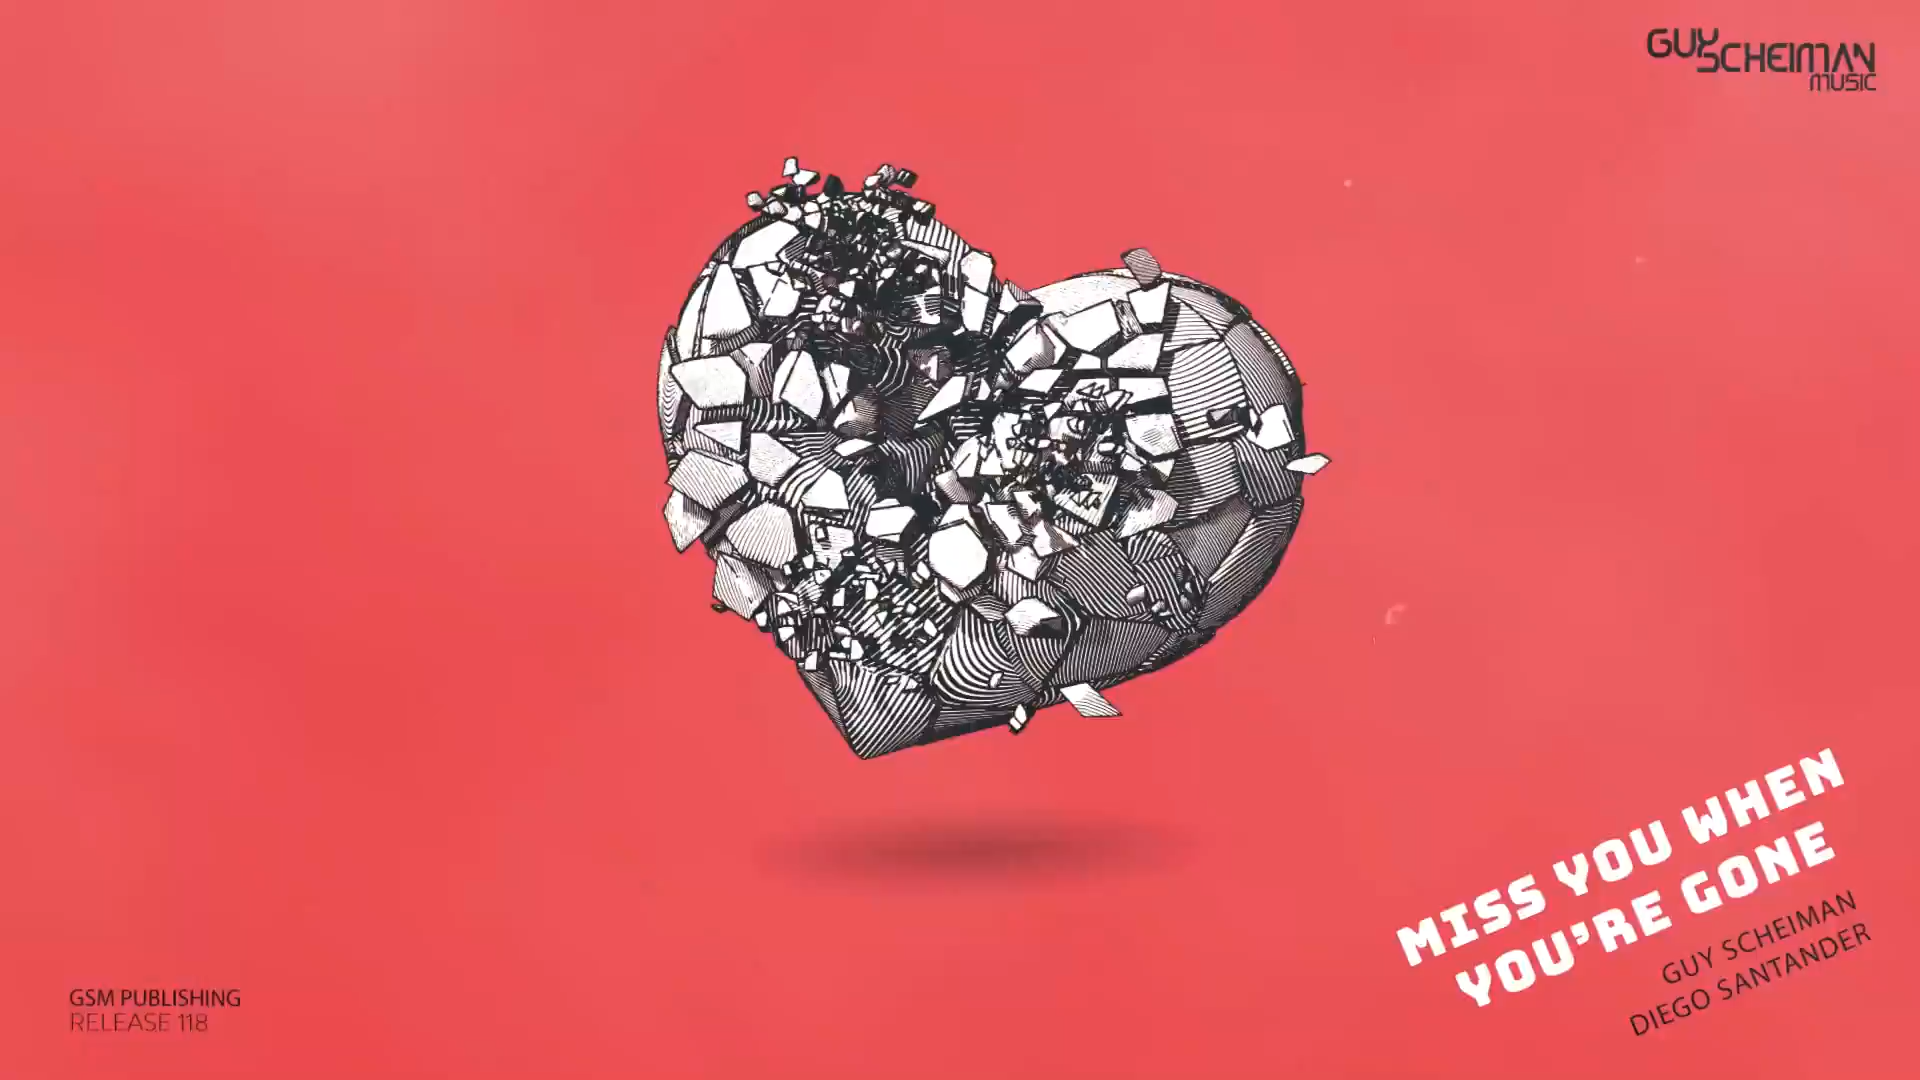 GUY
SCHEIMAN
MUSIC
MISS YOU WHEN
YOU'RE GONE
GUY SCHEIMAN
DIEGO SANTANDER
GSM PUBLISHING
RELEASE 118